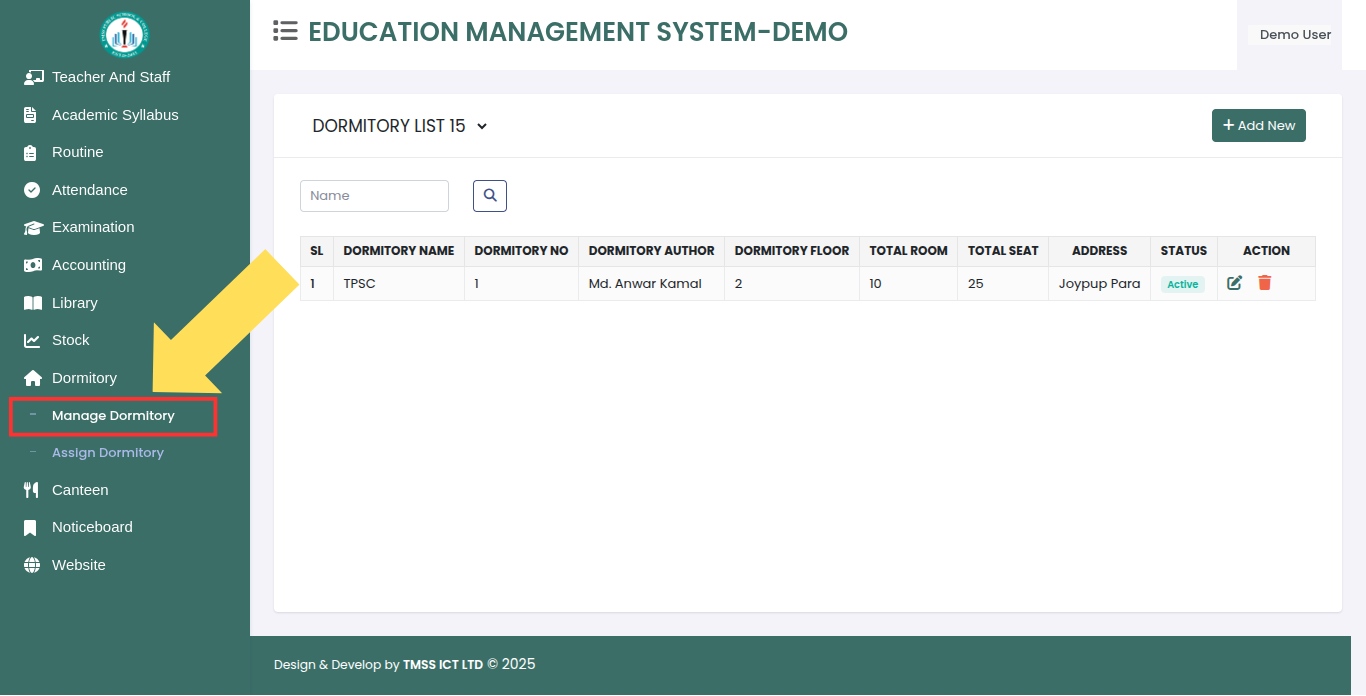 EDUCATION MANAGEMENT SYSTEM-DEMO
Demo User
Teacher And Staff
Academic Syllabus
Routine
Attendance
Examination
Accounting
Library
Stock
Dormitory
Manage Dormitory
Assign Dormitory
Canteen
Noticeboard
Website
DORMITORY LIST 15
Add New
Name
SL DORMITORY NAME DORMITORY NO DORMITORY AUTHOR DORMITORY FLOOR TOTAL ROOM TOTAL SEAT ADDRESS STATUS ACTION
1 TPSC 1 Md. Anwar Kamal 2 10 25 Joypup Para Active
Design & Develop by TMSS ICT LTD © 2025